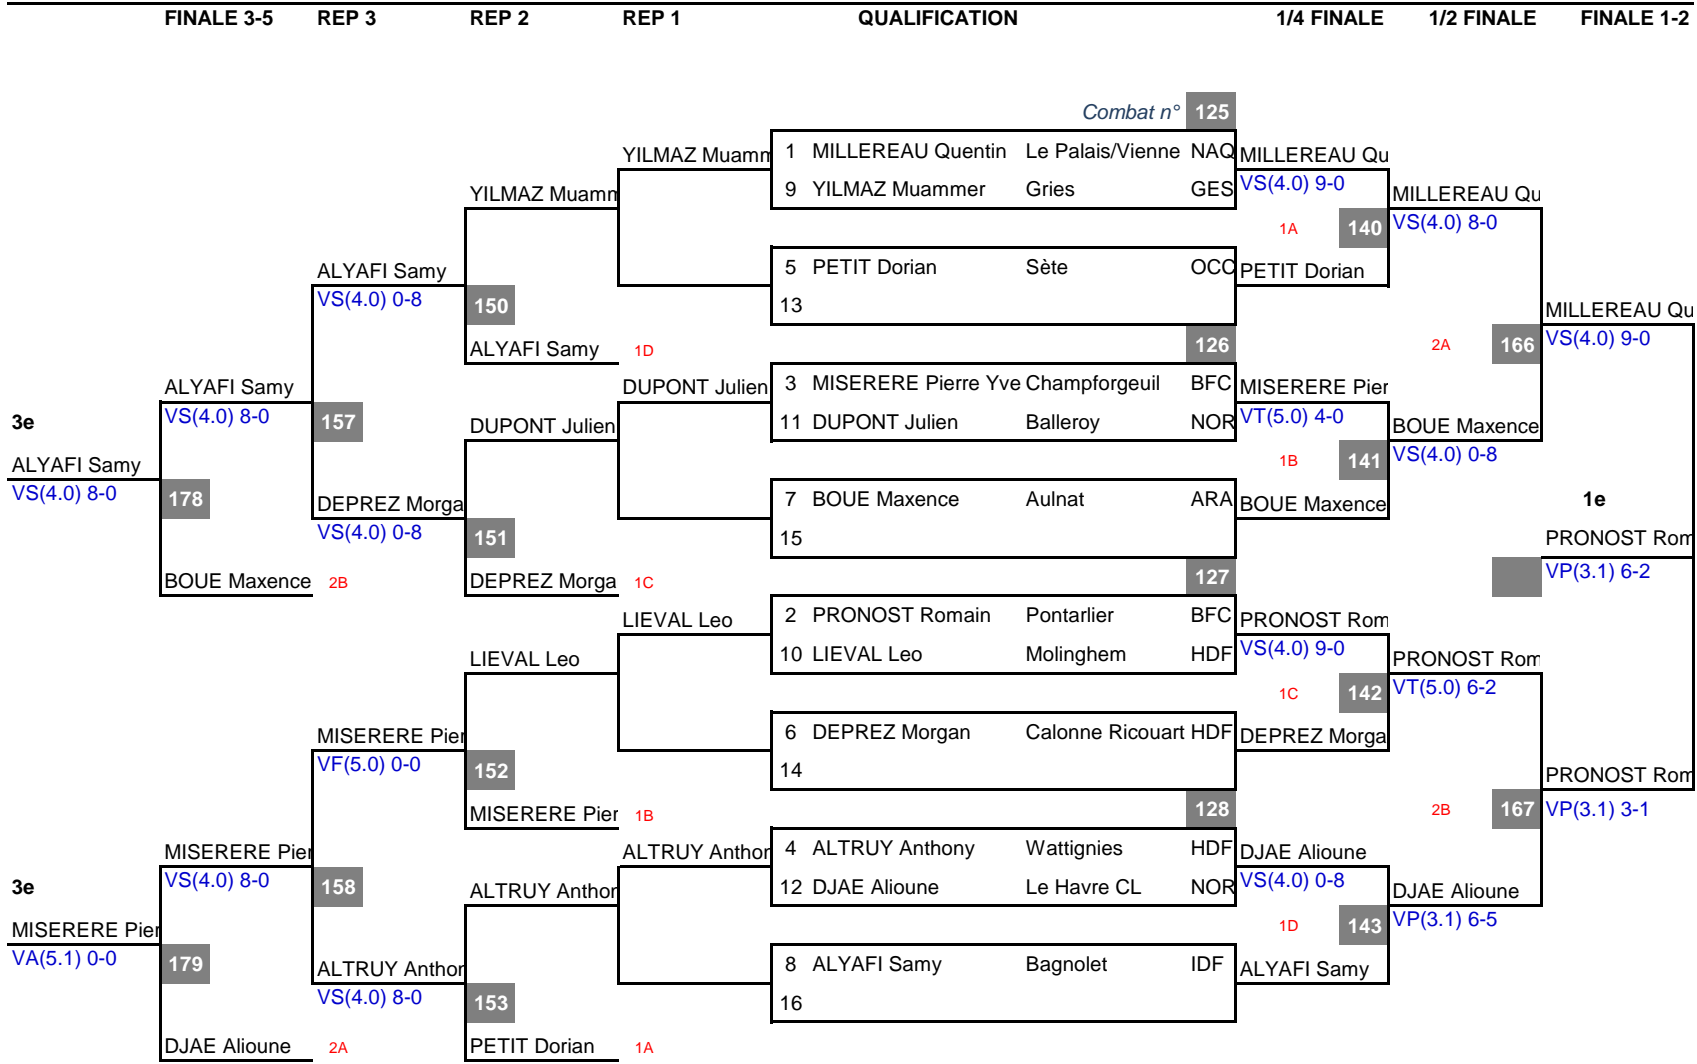 FINALE 3-5 REP 3 REP 2 REP 1 QUALIFICATION 1/4 FINALE 1/2 FINALE FINALE 1-2
Combat n° 125
YILMAZ Muamm 1 MILLEREAU Quentin Le Palais/Vienne NAQ MILLEREAU Qu
YILMAZ Muamm 9 YILMAZ Muammer Gries GES VS(4.0) 9-0 MILLEREAU Qu
1A 140 VS(4.0) 8-0
ALYAFI Samy 5 PETIT Dorian Sète OCC PETIT Dorian
VS(4.0) 0-8 150 13 MILLEREAU Qu
ALYAFI Samy 1D 126 2A 166 VS(4.0) 9-0
ALYAFI Samy DUPONT Julien 3 MISERERE Pierre Yve Champforgeuil BFC MISERERE Pier
3e VS(4.0) 8-0 157 DUPONT Julien 11 DUPONT Julien Balleroy NOR VT(5.0) 4-0 BOUE Maxence
ALYAFI Samy 1B 141 VS(4.0) 0-8
VS(4.0) 8-0 178 DEPREZ Morga 7 BOUE Maxence Aulnat ARA BOUE Maxence 1e
VS(4.0) 0-8 151 15 PRONOST Rom
BOUE Maxence 2B DEPREZ Morga 1C 127 VP(3.1) 6-2
LIEVAL Leo 2 PRONOST Romain Pontarlier BFC PRONOST Rom
LIEVAL Leo 10 LIEVAL Leo Molinghem HDF VS(4.0) 9-0 PRONOST Rom
1C 142 VT(5.0) 6-2
MISERERE Pier 6 DEPREZ Morgan Calonne Ricouart HDF DEPREZ Morga
VF(5.0) 0-0 152 14 PRONOST Rom
MISERERE Pier 1B 128 2B 167 VP(3.1) 3-1
MISERERE Pier ALTRUY Anthor 4 ALTRUY Anthony Wattignies HDF DJAE Alioune
3e VS(4.0) 8-0 158 ALTRUY Anthor 12 DJAE Alioune Le Havre CL NOR VS(4.0) 0-8 DJAE Alioune
MISERERE Pier 1D 143 VP(3.1) 6-5
VA(5.1) 0-0 179 ALTRUY Anthor 8 ALYAFI Samy Bagnolet IDF ALYAFI Samy
VS(4.0) 8-0 153 16
DJAE Alioune 2A PETIT Dorian 1A